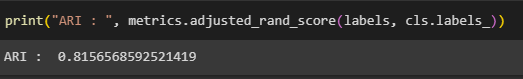 print("ARI : ", metrics.adjusted_rand_score(labels, cls.labels_))
ARI :  0.8156568592521419